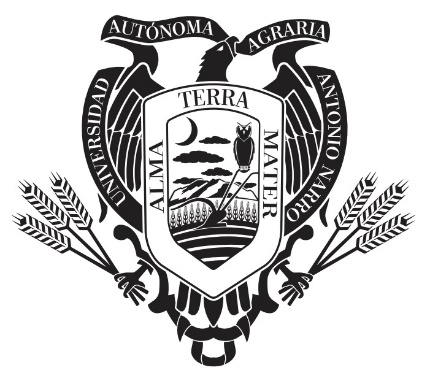 UNIVERSIDAD
AUTÓNOMA
AGRARIA
ANTONIO NARRO
ALMA
TERRA
MATER